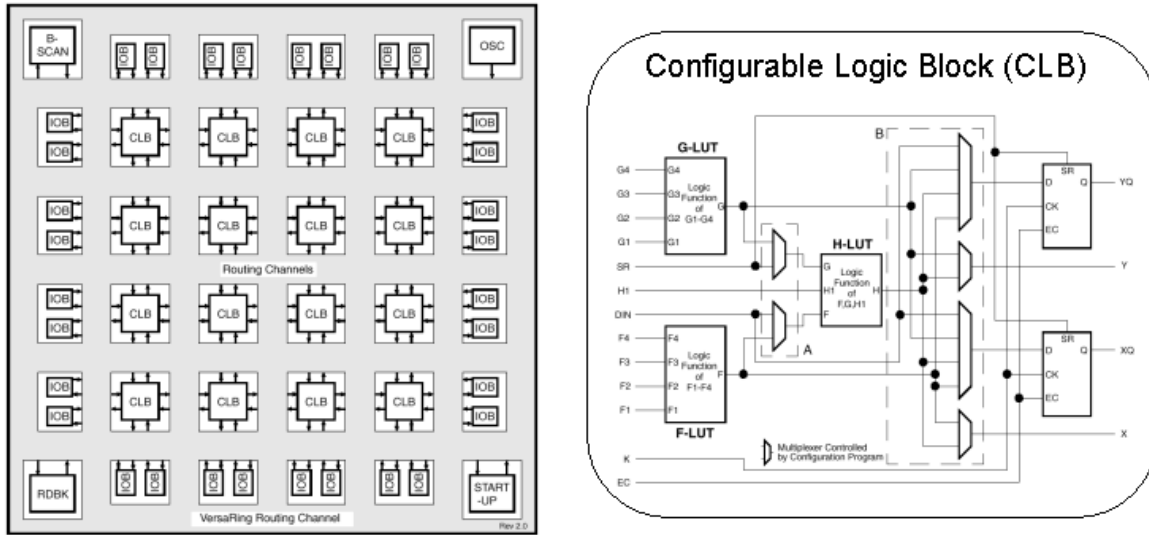 B-
SCAN
IOB IOB
IOB IOB
IOB IOB
IOB IOB
OSC
IOB
IOB
CLB
CLB
CLB
CLB
IOB
IOB
IOB
IOB
CLB
CLB
CLB
CLB
IOB
IOB
Routing Channels
IOB
IOB
CLB
CLB
CLB
CLB
IOB
IOB
IOB
IOB
CLB
CLB
CLB
CLB
IOB
IOB
RDBK
IOB IOB
IOB IOB
IOB IOB
IOB IOB
START
-UP
VersaRing Routing Channel
Rev 2.0
Configurable Logic Block (CLB)
G-LUT
G4
G3
G2
G1
G4
G3
G2
G1
Logic
Function
of
G1-G4
G
SR
H1
DIN
A
H-LUT
G
H1
F
Logic
Function
of
F,G,H1
H
F4
F3
F2
F1
F4
F3
F2
F1
Logic
Function
of
F1-F4
F
F-LUT
K
EC
Multiplexer Controlled
by Configuration Program
B
SR
D
Q
CK
EC
YQ
Y
SR
D
Q
CK
EC
XQ
X